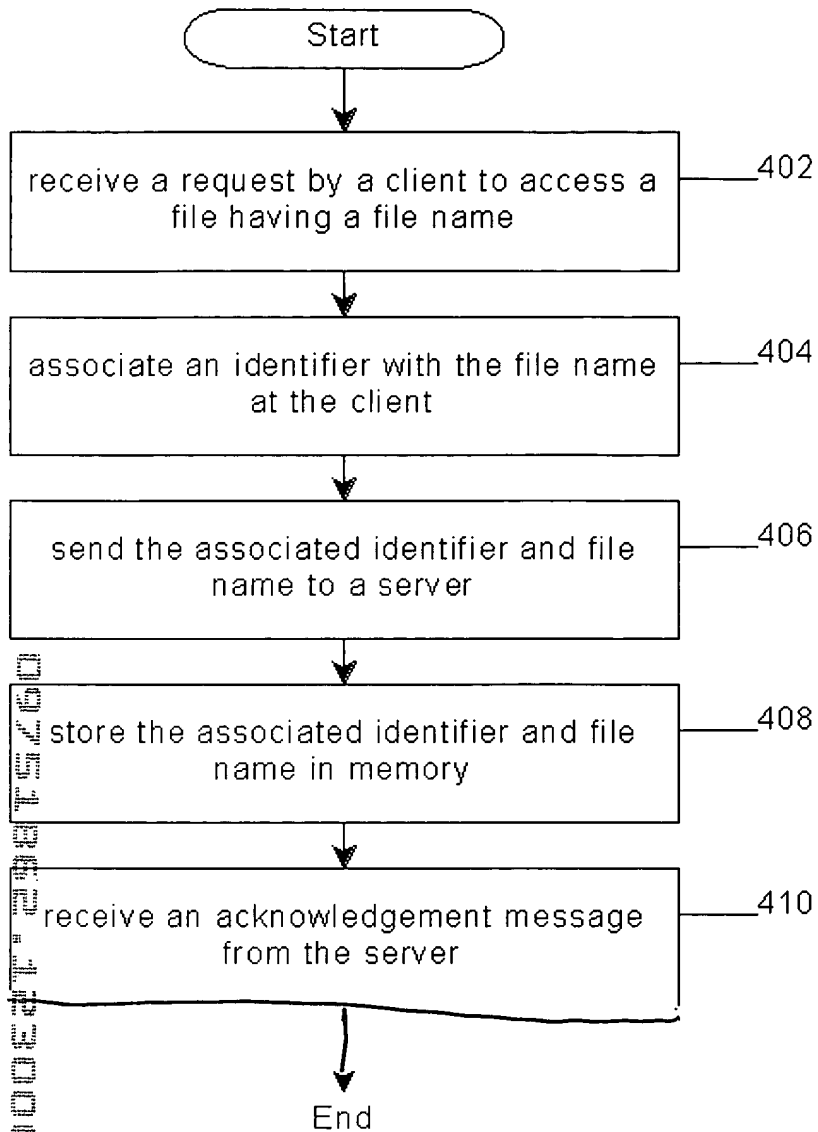 Start
receive a request by a client to access a
file having a file name
402
associate an identifier with the file name
at the client
404
send the associated identifier and file
name to a server
406
store the associated identifier and file
name in memory
408
receive an acknowledgement message
from the server
410
End